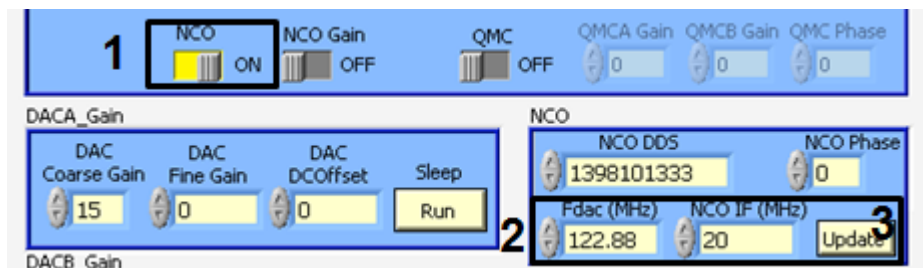 1 NCO ON NCO Gain OFF QMC OFF QMCA Gain 0 QMCB Gain 0 QMC Phase 0
DACA_Gain
DAC Coarse Gain 15 DAC Fine Gain 0 DAC DCOffset 0 Sleep Run
NCO
NCO DDS 1398101333 NCO Phase 0
2 Fdac (MHz) 122.88 NCO IF (MHz) 20 Update 3
DACB_Gain